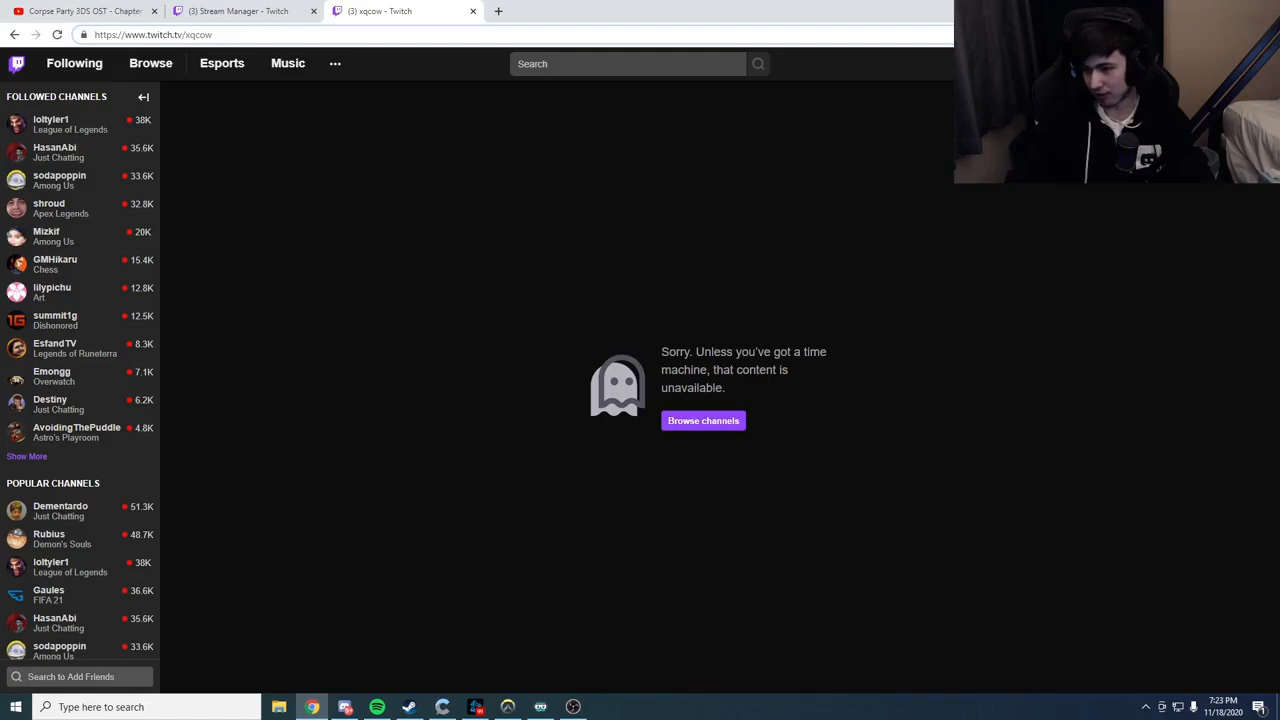 Corpse Party 3DS OST - Chapter
(3) Stream Manager - Twitch
(3) xqcow - Twitch
https://www.twitch.tv/xqcow
Following
Browse
Esports
Music
Search
FOLLOWED CHANNELS
loltyler1 38K
League of Legends
HasanAbi 35.6K
Just Chatting
sodapoppin 33.6K
Among Us
shroud 32.8K
Apex Legends
Mizkif 20K
Among Us
GMHikaru 15.4K
Chess
lilypichu 12.8K
Art
summit1g 12.5K
Dishonored
EsfandTV 8.3K
Legends of Runeterra
Emongg 7.1K
Overwatch
Destiny 6.2K
Just Chatting
AvoidingThePuddle 4.8K
Astro's Playroom
Show More
POPULAR CHANNELS
Dementardo 51.3K
Just Chatting
Rubius 48.7K
Demon's Souls
loltyler1 38K
League of Legends
Gaules 36.6K
FIFA 21
HasanAbi 35.6K
Just Chatting
sodapoppin 33.6K
Among Us
Search to Add Friends
Sorry. Unless you've got a time
machine, that content is
unavailable.
Browse channels
Type here to search
7:23 PM
11/18/2020